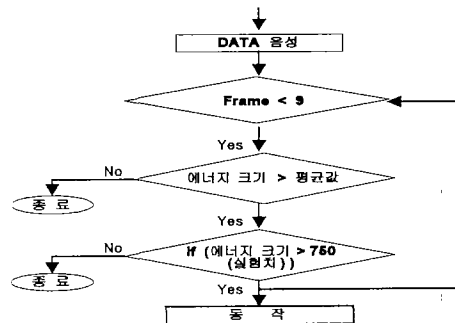 DATA 음성
Frame < 9
Yes
No
에너지 크기 > 평균값
종 료
Yes
No
if (에너지 크기 > 750
(실험치))
종 료
Yes
동 작